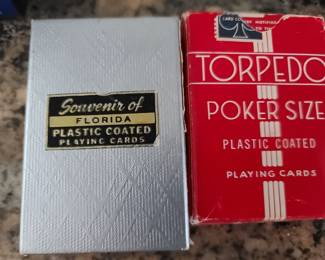 Souvenir of
FLORIDA
PLASTIC COATED
PLAYING CARDS
TORPEDO
POKER SIZE
PLASTIC COATED
PLAYING CARDS